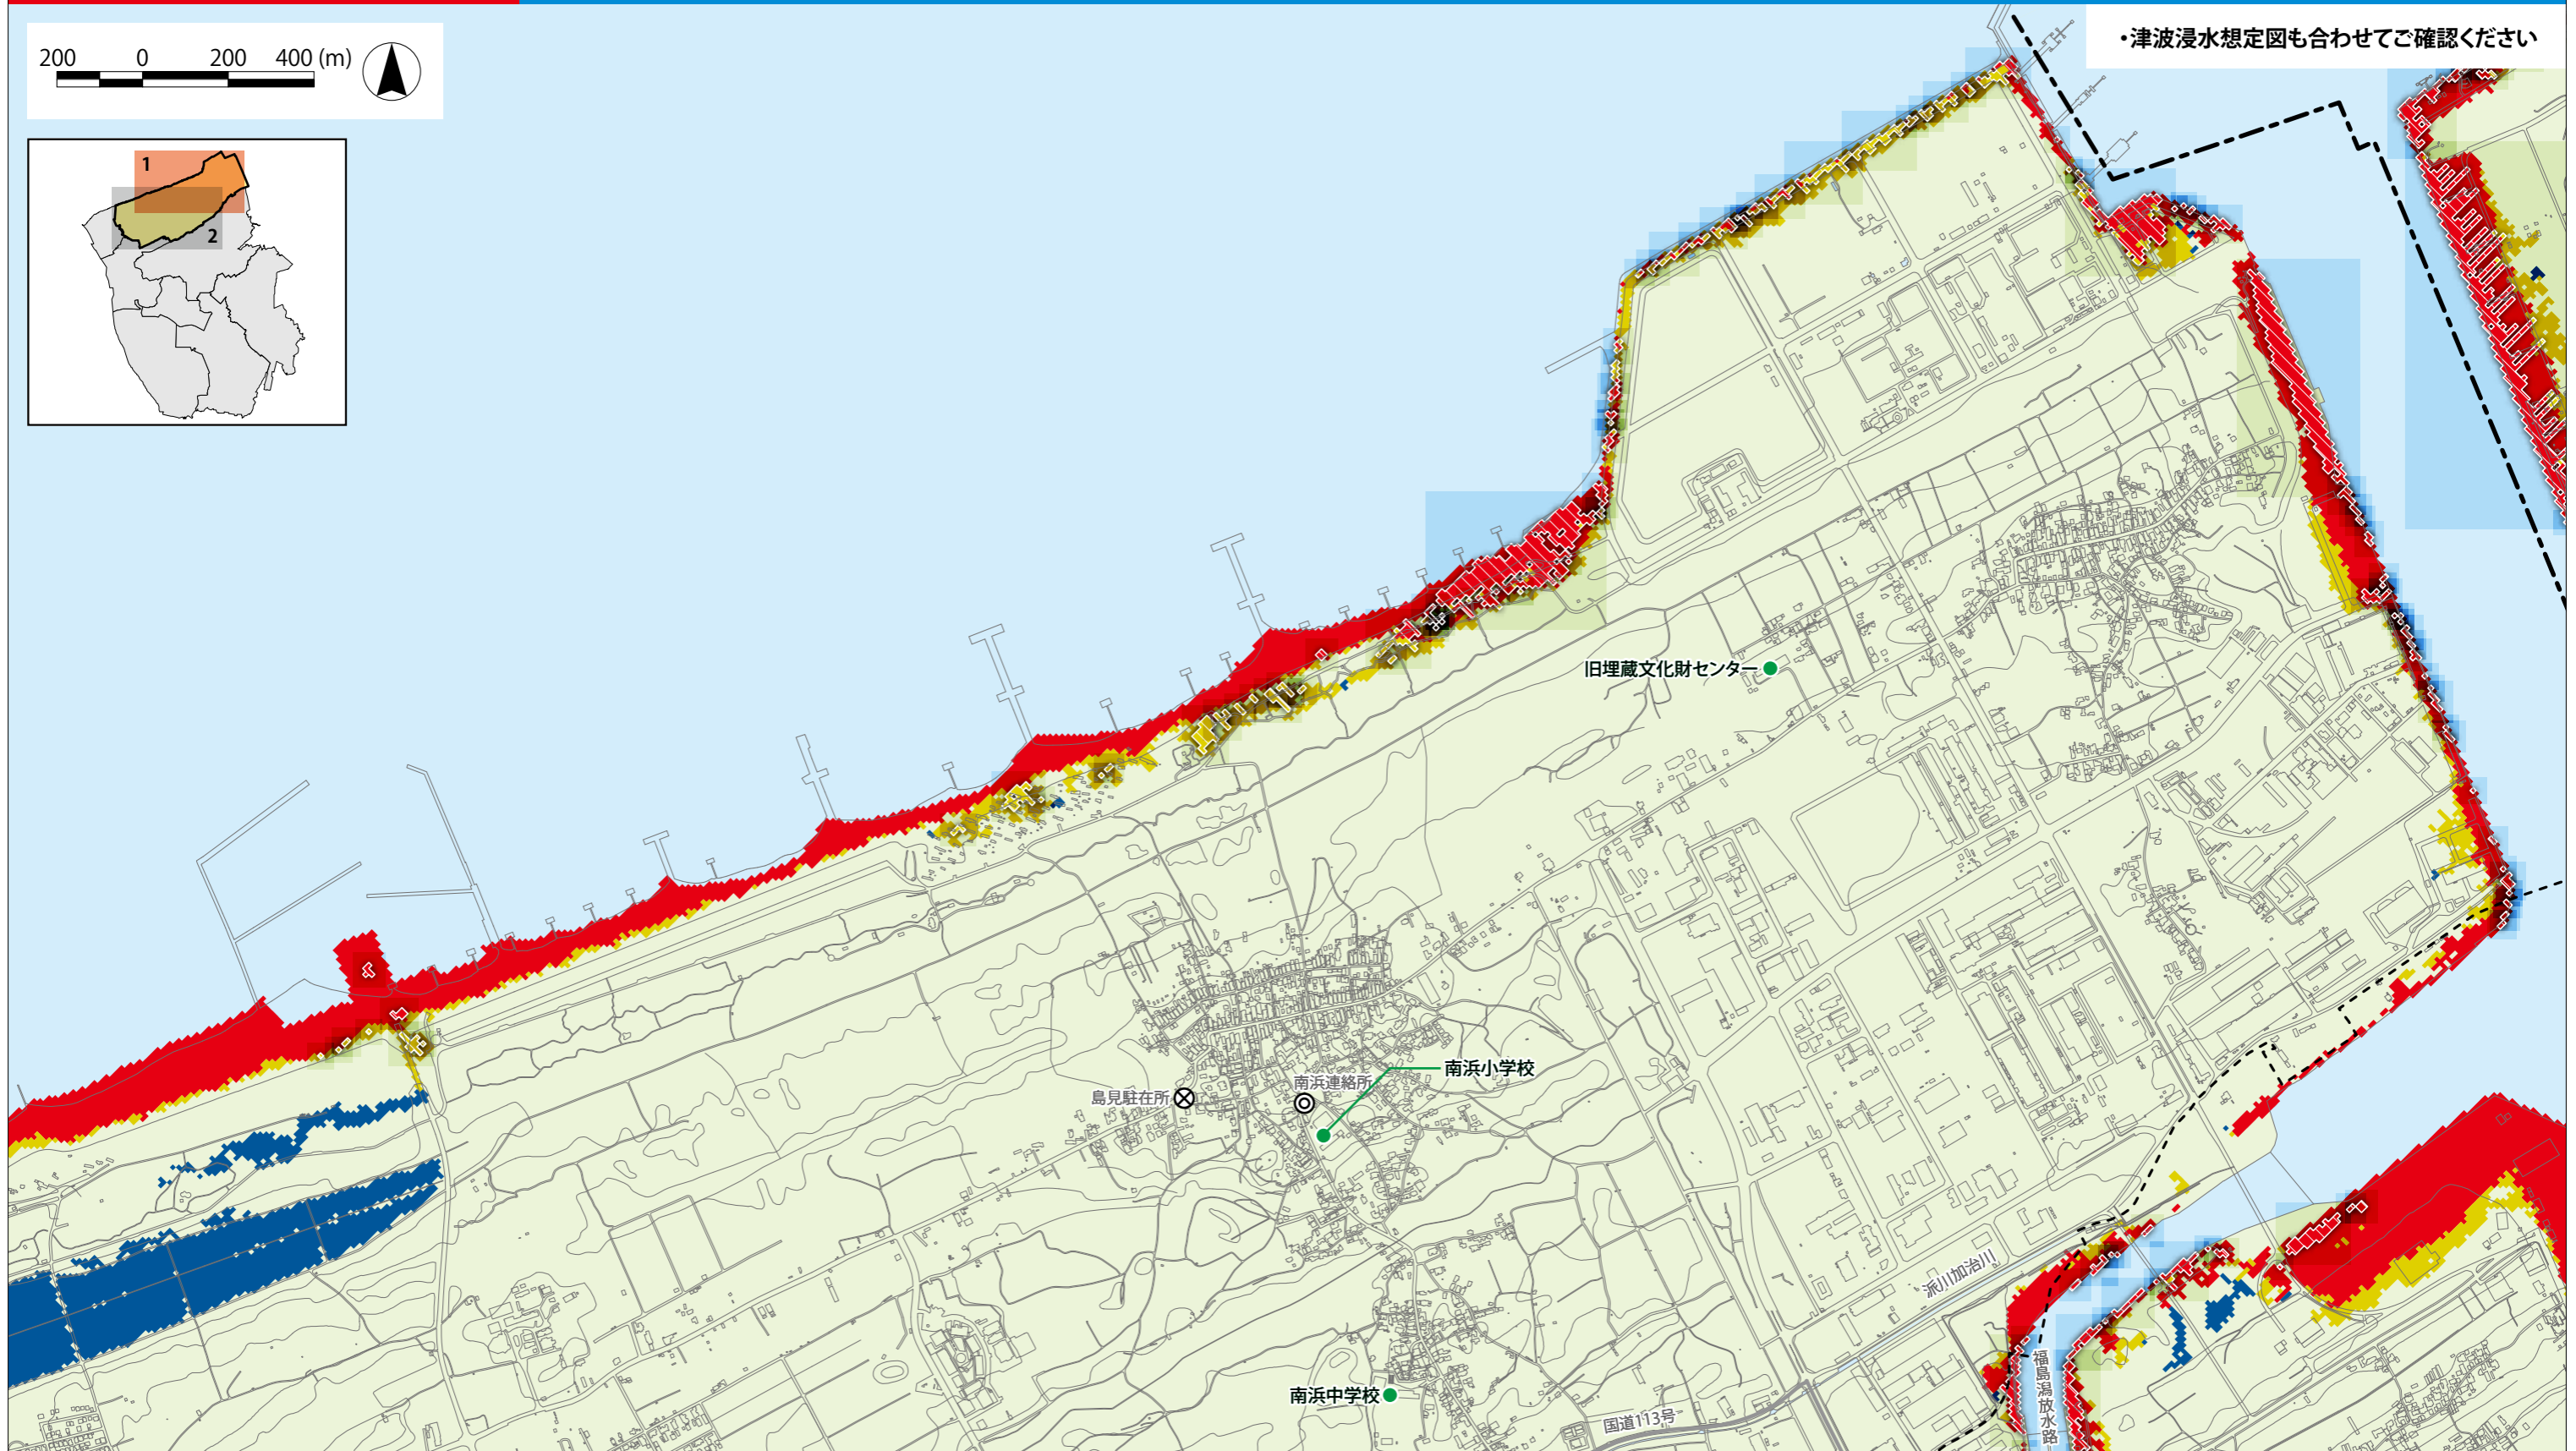 200 0 200 400 (m)
・津波浸水想定図も合わせてご確認ください
1
2
旧埋蔵文化財センター
南浜小学校
南浜連絡所
島見駐在所
派川加治川
福島潟放水路
南浜中学校
国道113号